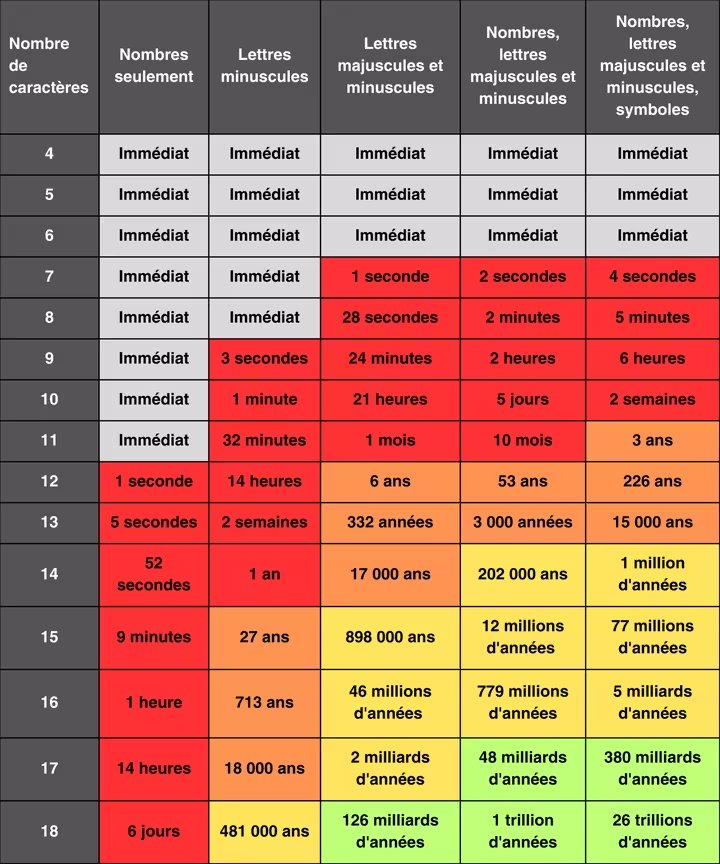 Nombre de caractères Nombres seulement Lettres minuscules Lettres majuscules et minuscules Nombres, lettres majuscules et minuscules Nombres, lettres majuscules et minuscules, symboles
4 Immédiat Immédiat Immédiat Immédiat Immédiat
5 Immédiat Immédiat Immédiat Immédiat Immédiat
6 Immédiat Immédiat Immédiat Immédiat Immédiat
7 Immédiat Immédiat 1 seconde 2 secondes 4 secondes
8 Immédiat Immédiat 28 secondes 2 minutes 5 minutes
9 Immédiat 3 secondes 24 minutes 2 heures 6 heures
10 Immédiat 1 minute 21 heures 5 jours 2 semaines
11 Immédiat 32 minutes 1 mois 10 mois 3 ans
12 1 seconde 14 heures 6 ans 53 ans 226 ans
13 5 secondes 2 semaines 332 années 3 000 années 15 000 ans
14 52 secondes 1 an 17 000 ans 202 000 ans 1 million d'années
15 9 minutes 27 ans 898 000 ans 12 millions d'années 77 millions d'années
16 1 heure 713 ans 46 millions d'années 779 millions d'années 5 milliards d'années
17 14 heures 18 000 ans 2 milliards d'années 48 milliards d'années 380 milliards d'années
18 6 jours 481 000 ans 126 milliards d'années 1 trillion d'années 26 trillions d'années